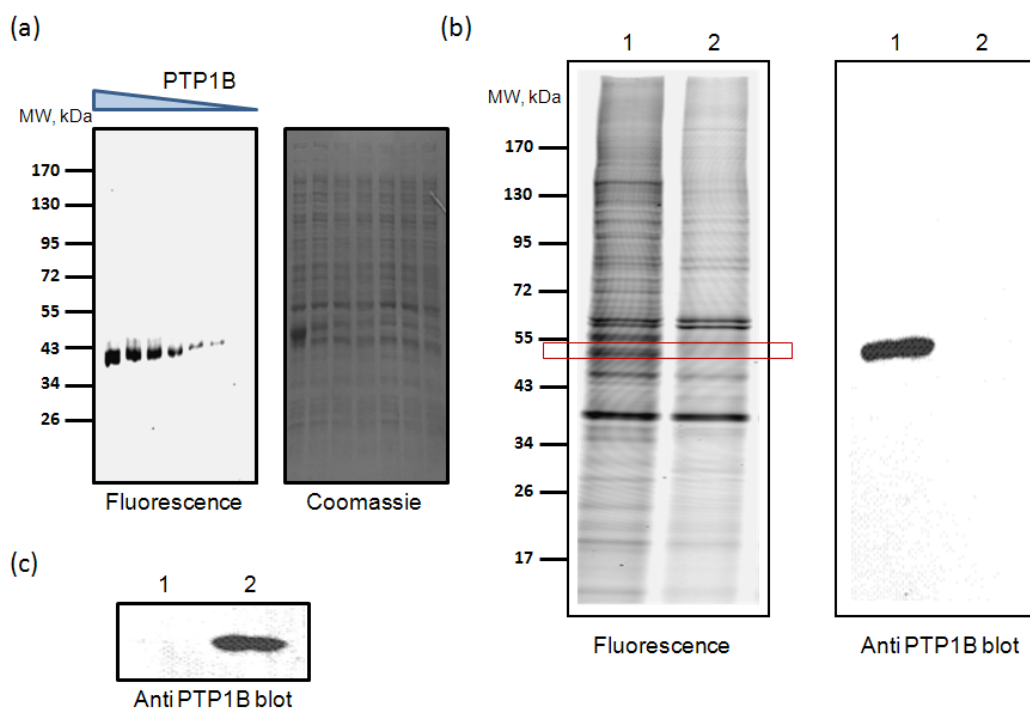 (a)
PTP1B
MW, kDa
170
130
95
72
55
43
34
26
Fluorescence
Coomassie
(b)
1 2
MW, kDa
170
130
95
72
55
43
34
26
17
Fluorescence
1 2
Anti PTP1B blot
(c)
1 2
Anti PTP1B blot